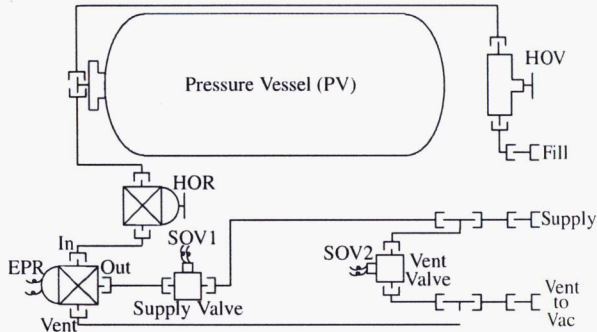 Pressure Vessel (PV)
HOV
Fill
HOR
In
SOV1
Supply
EPR
Out
SOV2
Vent
Valve
Supply Valve
Vent
to
Vac
Vent